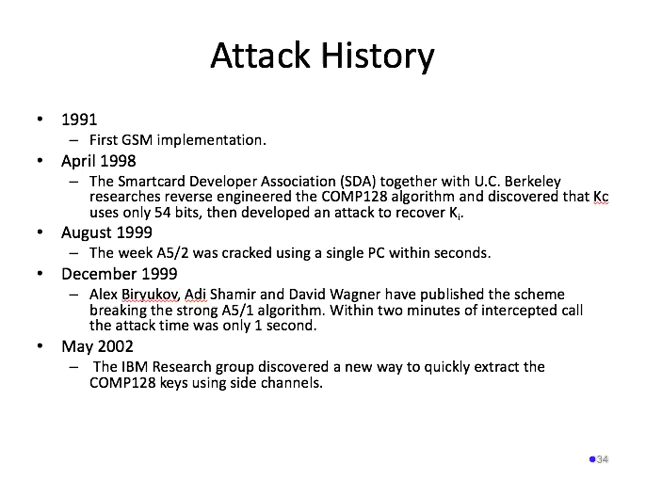 Attack History
• 1991
– First GSM implementation.
• April 1998
– The Smartcard Developer Association (SDA) together with U.C. Berkeley
researches reverse engineered the COMP128 algorithm and discovered that Kc
uses only 54 bits, then developed an attack to recover Ki.
• August 1999
– The week A5/2 was cracked using a single PC within seconds.
• December 1999
– Alex Biryukov, Adi Shamir and David Wagner have published the scheme
breaking the strong A5/1 algorithm. Within two minutes of intercepted call
the attack time was only 1 second.
• May 2002
– The IBM Research group discovered a new way to quickly extract the
COMP128 keys using side channels.
•34